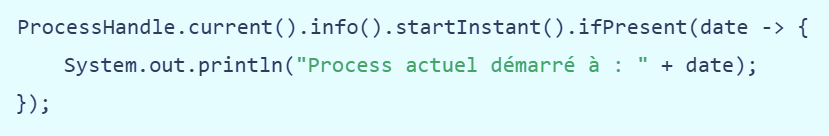 ProcessHandle.current().info().startInstant().ifPresent(date -> {
    System.out.println("Process actuel démarré à : " + date);
});